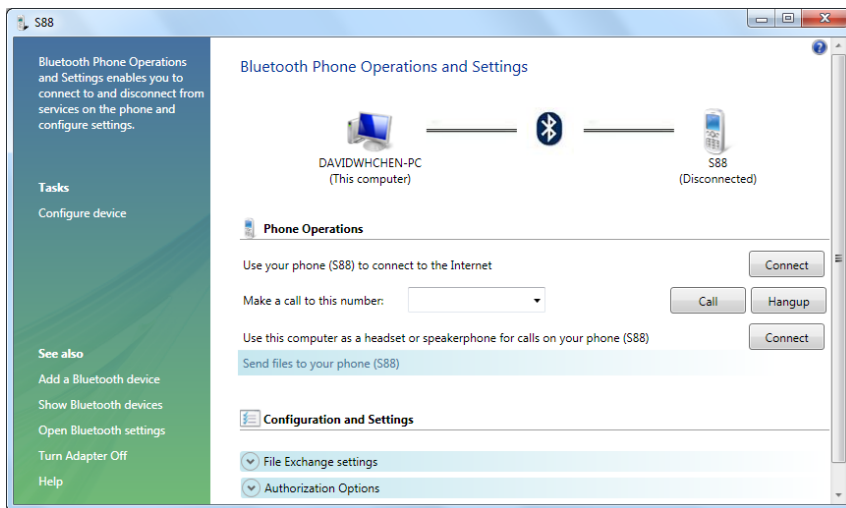 S88
Bluetooth Phone Operations
and Settings enables you to
connect to and disconnect from
services on the phone and
configure settings.
Tasks
Configure device
See also
Add a Bluetooth device
Show Bluetooth devices
Open Bluetooth settings
Turn Adapter Off
Help
Bluetooth Phone Operations and Settings
DAVIDWHCHEN-PC
(This computer)
S88
(Disconnected)
Phone Operations
Use your phone (S88) to connect to the Internet
Connect
Make a call to this number:
Call
Hangup
Use this computer as a headset or speakerphone for calls on your phone (S88)
Connect
Send files to your phone (S88)
Configuration and Settings
File Exchange settings
Authorization Options